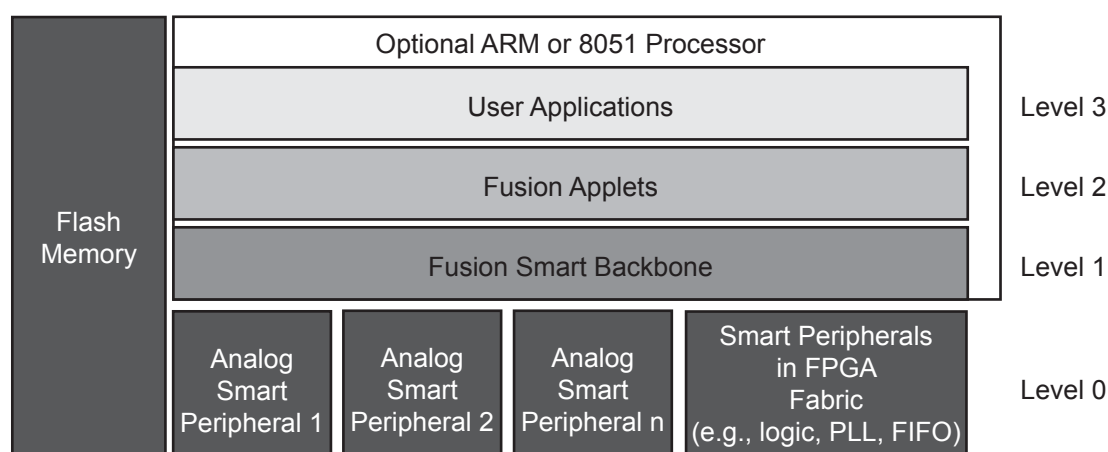 Optional ARM or 8051 Processor
User Applications
Level 3
Fusion Applets
Level 2
Flash
Memory
Fusion Smart Backbone
Level 1
Analog
Smart
Peripheral 1
Analog
Smart
Peripheral 2
Analog
Smart
Peripheral n
Smart Peripherals
in FPGA
Fabric
(e.g., logic, PLL, FIFO)
Level 0